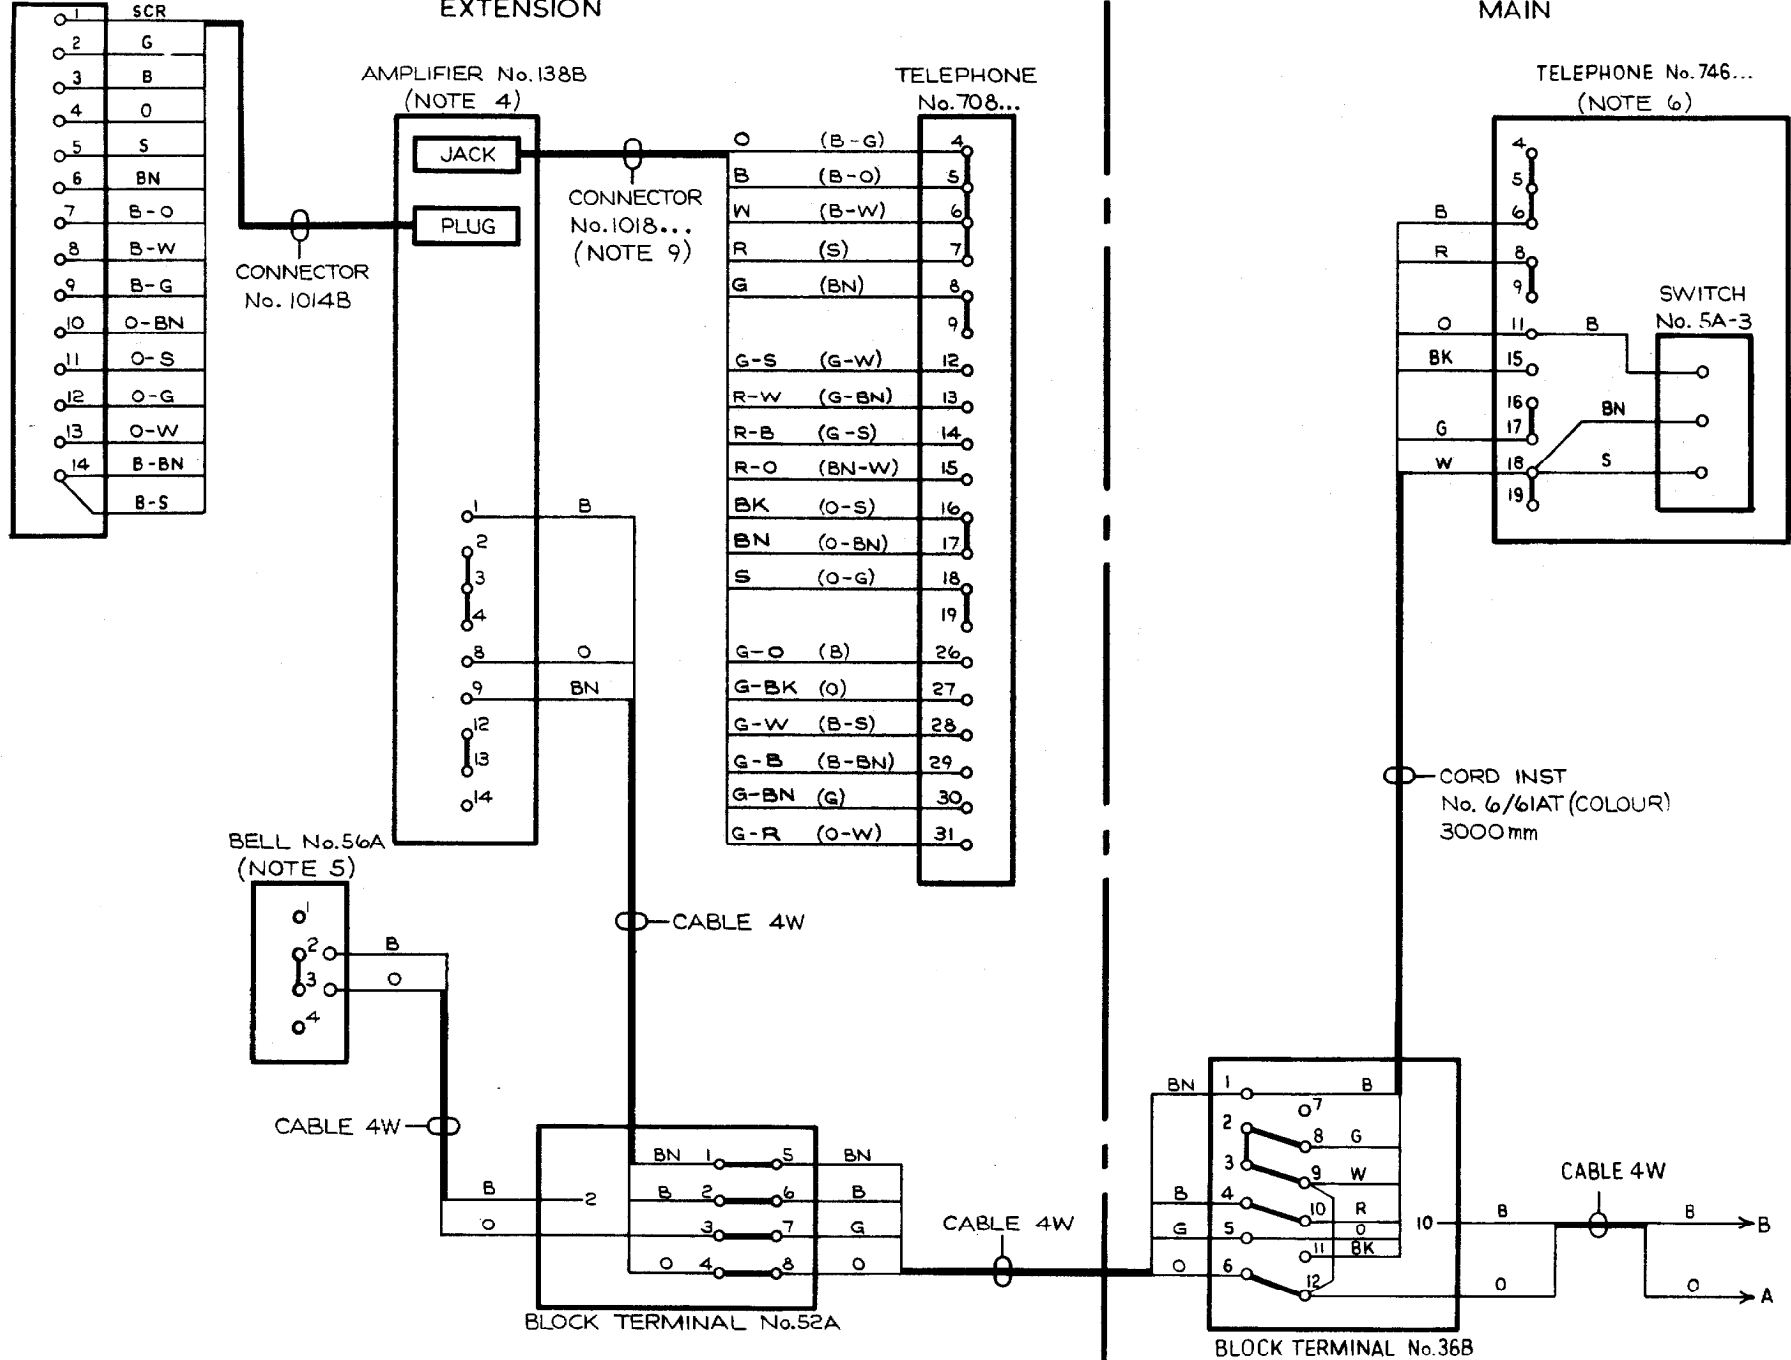 EXTENSION
MAIN
1 SCR
2 G
3 B
4 O
5 S
6 BN
7 B-O
8 B-W
9 B-G
10 O-BN
11 O-S
12 O-G
13 O-W
14 B-BN
B-S
CONNECTOR
No. 1014B
AMPLIFIER No.138B
(NOTE 4)
JACK
PLUG
1 B
2
3
4
8 O
9 BN
12
13
14
CONNECTOR
No.1018...
(NOTE 9)
TELEPHONE
No.708...
O (B-G) 4
B (B-O) 5
W (B-W) 6
R (S) 7
G (BN) 8
9
G-S (G-W) 12
R-W (G-BN) 13
R-B (G-S) 14
R-O (BN-W) 15
BK (O-S) 16
BN (O-BN) 17
S (O-G) 18
19
G-O (B) 26
G-BK (O) 27
G-W (B-S) 28
G-B (B-BN) 29
G-BN (G) 30
G-R (O-W) 31
TELEPHONE No.746...
(NOTE 6)
4
5
B 6
R 8
9
O 11 B
BK 15
16 BN
G 17
W 18 S
19
SWITCH
No. 5A-3
CORD INST
No. 6/61AT (COLOUR)
3000mm
BELL No.56A
(NOTE 5)
1
2 B
3 O
4
CABLE 4W
CABLE 4W
B 2
O
BN 1 5 BN
B 2 6 B
3 7 G
O 4 8 O
BLOCK TERMINAL No.52A
CABLE 4W
BN 1 B
7
2 8 G
3 9 W
B 4 10 R
G 5 O
11 BK
O 6 12
10 B
O
BLOCK TERMINAL No.36B
CABLE 4W
B B
O A